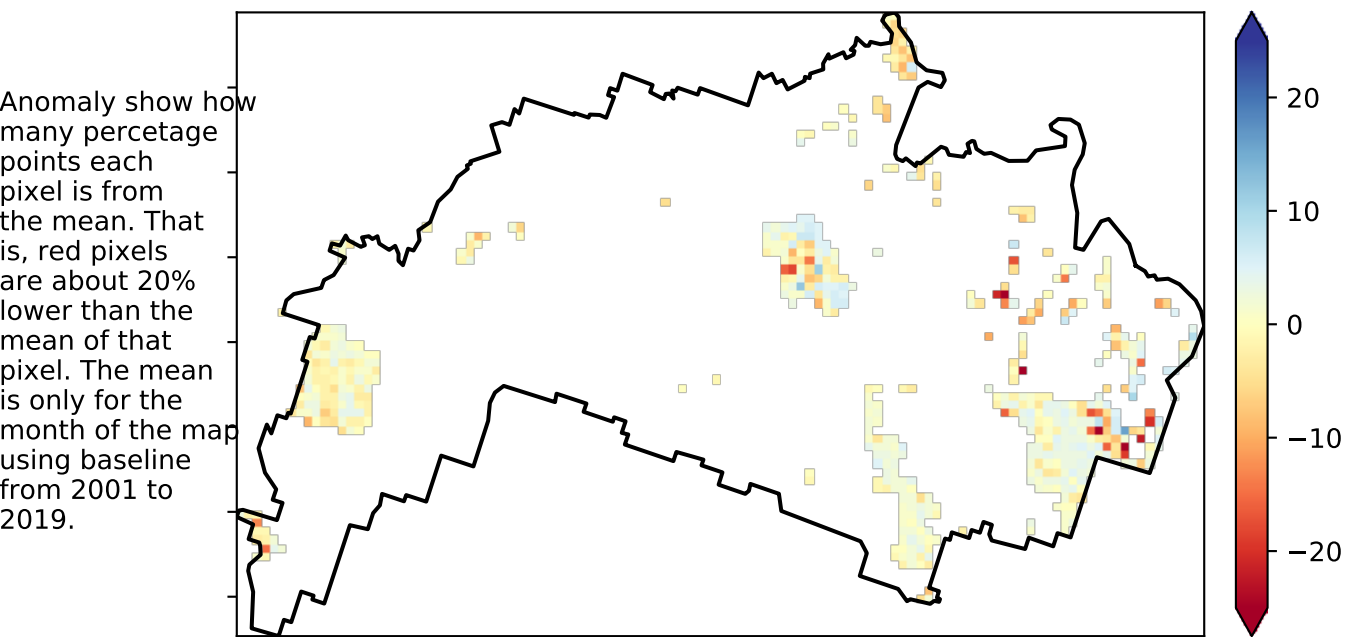 Anomaly show how
many percetage
points each
pixel is from
the mean. That
is, red pixels
are about 20%
lower than the
mean of that
pixel. The mean
is only for the
month of the map
using baseline
from 2001 to
2019.
20
10
0
−10
−20